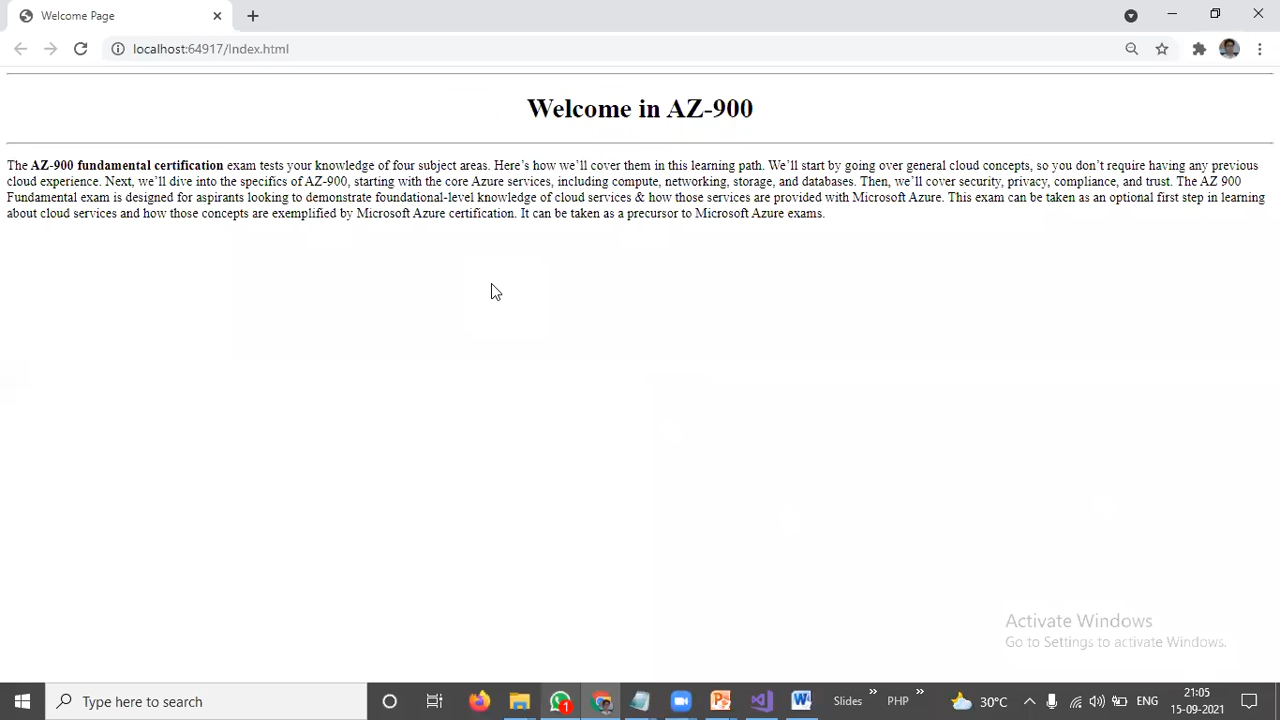 Welcome Page
localhost:64917/index.html
Welcome in AZ-900
The AZ-900 fundamental certification exam tests your knowledge of four subject areas. Here’s how we’ll cover them in this learning path. We’ll start by going over general cloud concepts, so you don’t require having any previous
cloud experience. Next, we’ll dive into the specifics of AZ-900, starting with the core Azure services, including compute, networking, storage, and databases. Then, we’ll cover security, privacy, compliance, and trust. The AZ 900
Fundamental exam is designed for aspirants looking to demonstrate foundational-level knowledge of cloud services & how those services are provided with Microsoft Azure. This exam can be taken as an optional first step in learning
about cloud services and how those concepts are exemplified by Microsoft Azure certification. It can be taken as a precursor to Microsoft Azure exams.
Activate Windows
Go to Settings to activate Windows.
Type here to search
1
Slides
PHP
30°C
ENG
21:05
15-09-2021